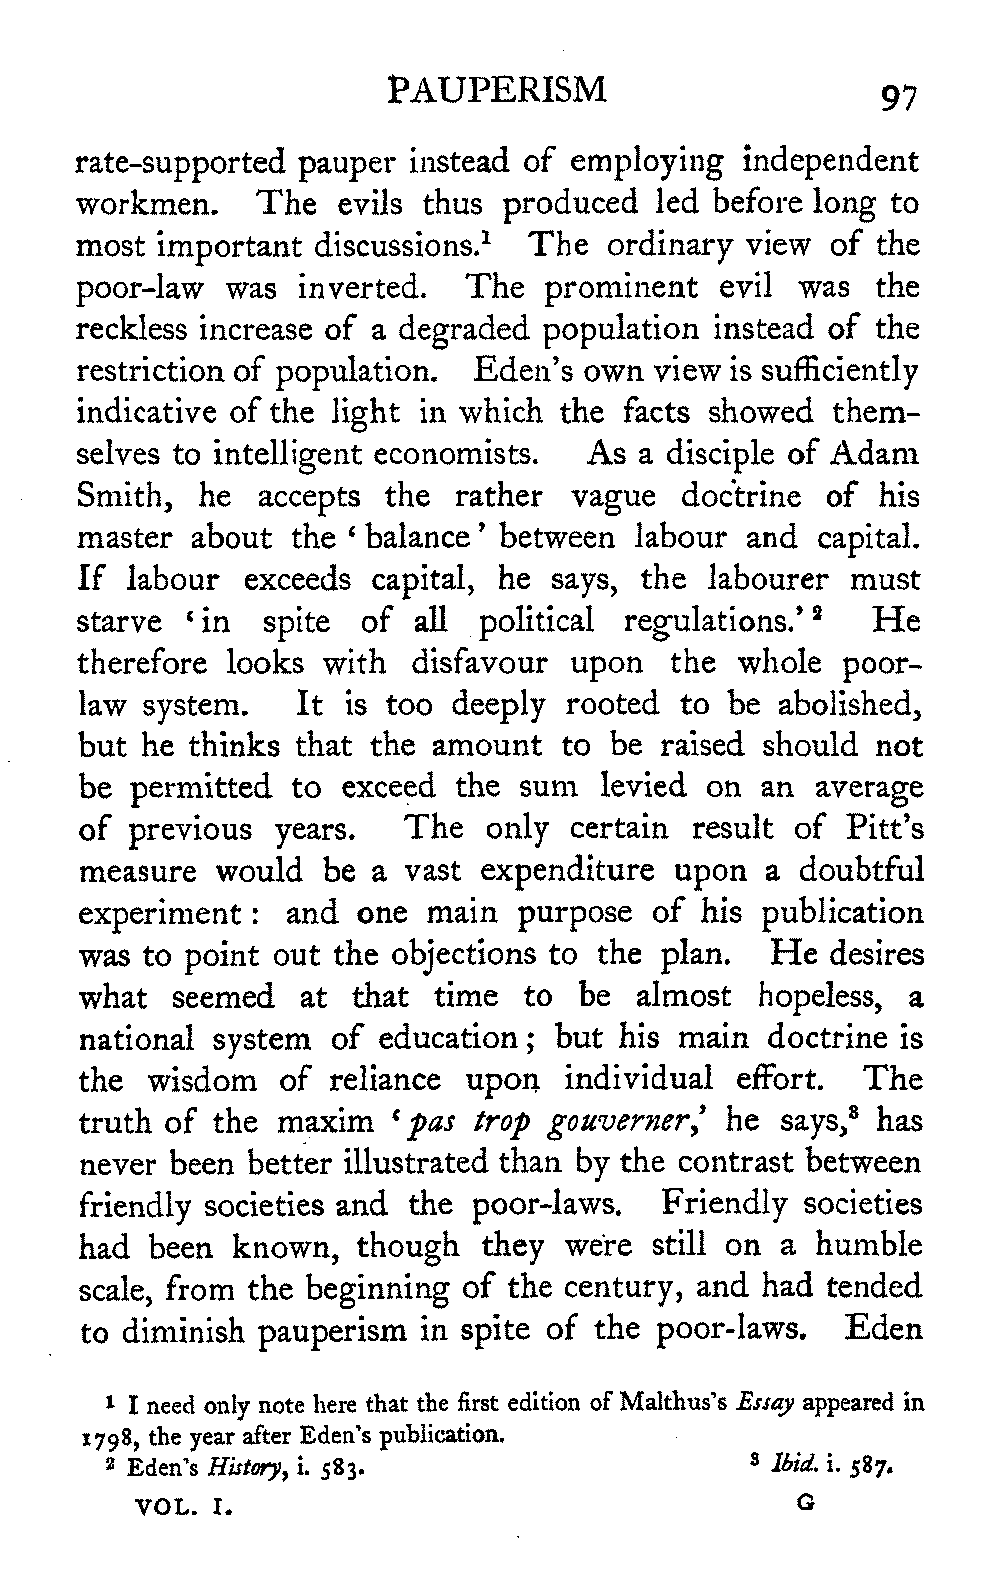 PAUPERISM 97
rate-supported pauper instead of employing independent
workmen. The evils thus produced led before long to
most important discussions.¹ The ordinary view of the
poor-law was inverted. The prominent evil was the
reckless increase of a degraded population instead of the
restriction of population. Eden's own view is sufficiently
indicative of the light in which the facts showed them-
selves to intelligent economists. As a disciple of Adam
Smith, he accepts the rather vague doctrine of his
master about the ‘balance’ between labour and capital.
If labour exceeds capital, he says, the labourer must
starve ‘in spite of all political regulations.’² He
therefore looks with disfavour upon the whole poor-
law system. It is too deeply rooted to be abolished,
but he thinks that the amount to be raised should not
be permitted to exceed the sum levied on an average
of previous years. The only certain result of Pitt's
measure would be a vast expenditure upon a doubtful
experiment: and one main purpose of his publication
was to point out the objections to the plan. He desires
what seemed at that time to be almost hopeless, a
national system of education; but his main doctrine is
the wisdom of reliance upon individual effort. The
truth of the maxim ‘pas trop gouverner,’ he says,³ has
never been better illustrated than by the contrast between
friendly societies and the poor-laws. Friendly societies
had been known, though they were still on a humble
scale, from the beginning of the century, and had tended
to diminish pauperism in spite of the poor-laws. Eden
¹ I need only note here that the first edition of Malthus's Essay appeared in
1798, the year after Eden's publication.
² Eden's History, i. 583. ³ Ibid. i. 587.
VOL. I. G